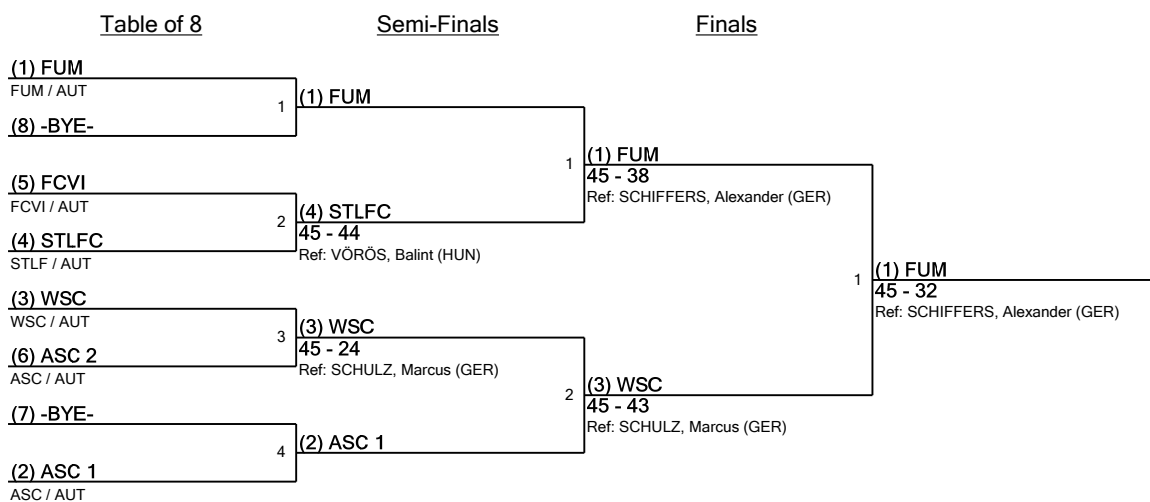 Table of 8
Semi-Finals
Finals
(1) FUM
FUM / AUT
1
(8) -BYE-
(5) FCVI
FCVI / AUT
2
(4) STLFC
STLF / AUT
(3) WSC
WSC / AUT
3
(6) ASC 2
ASC / AUT
(7) -BYE-
4
(2) ASC 1
ASC / AUT
(1) FUM
1
(4) STLFC
45 - 44
Ref: VÖRÖS, Balint (HUN)
(3) WSC
45 - 24
Ref: SCHULZ, Marcus (GER)
2
(2) ASC 1
(1) FUM
45 - 38
Ref: SCHIFFERS, Alexander (GER)
1
(3) WSC
45 - 43
Ref: SCHULZ, Marcus (GER)
(1) FUM
45 - 32
Ref: SCHIFFERS, Alexander (GER)